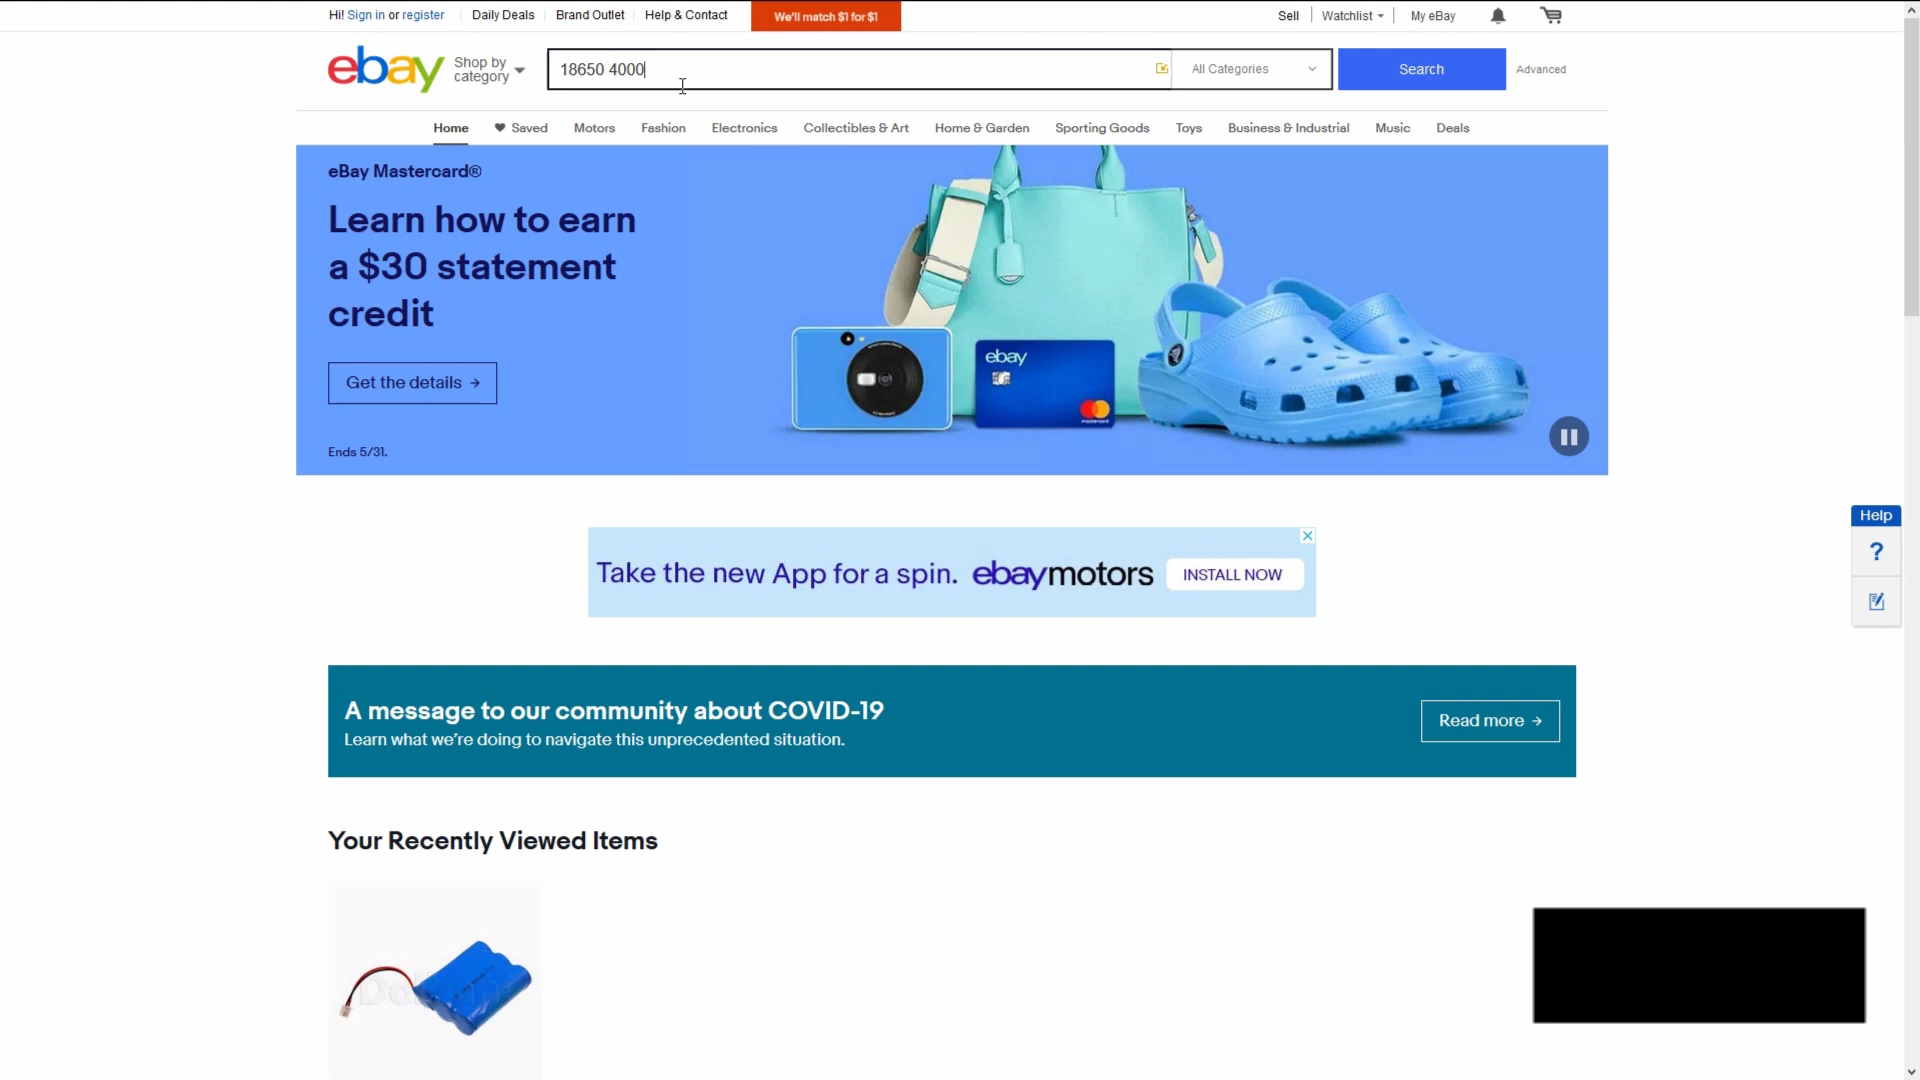 Hi! Sign in or register
Daily Deals
Brand Outlet
Help & Contact
We'll match $1 for $1
Sell
Watchlist
My eBay
ebay
Shop by
category
18650 4000
All Categories
Search
Advanced
Home
Saved
Motors
Fashion
Electronics
Collectibles & Art
Home & Garden
Sporting Goods
Toys
Business & Industrial
Music
Deals
eBay Mastercard®
Learn how to earn
a $30 statement
credit
Get the details →
Ends 5/31.
ebay
Take the new App for a spin. ebaymotors INSTALL NOW
Help
?
A message to our community about COVID-19
Learn what we're doing to navigate this unprecedented situation.
Read more →
Your Recently Viewed Items